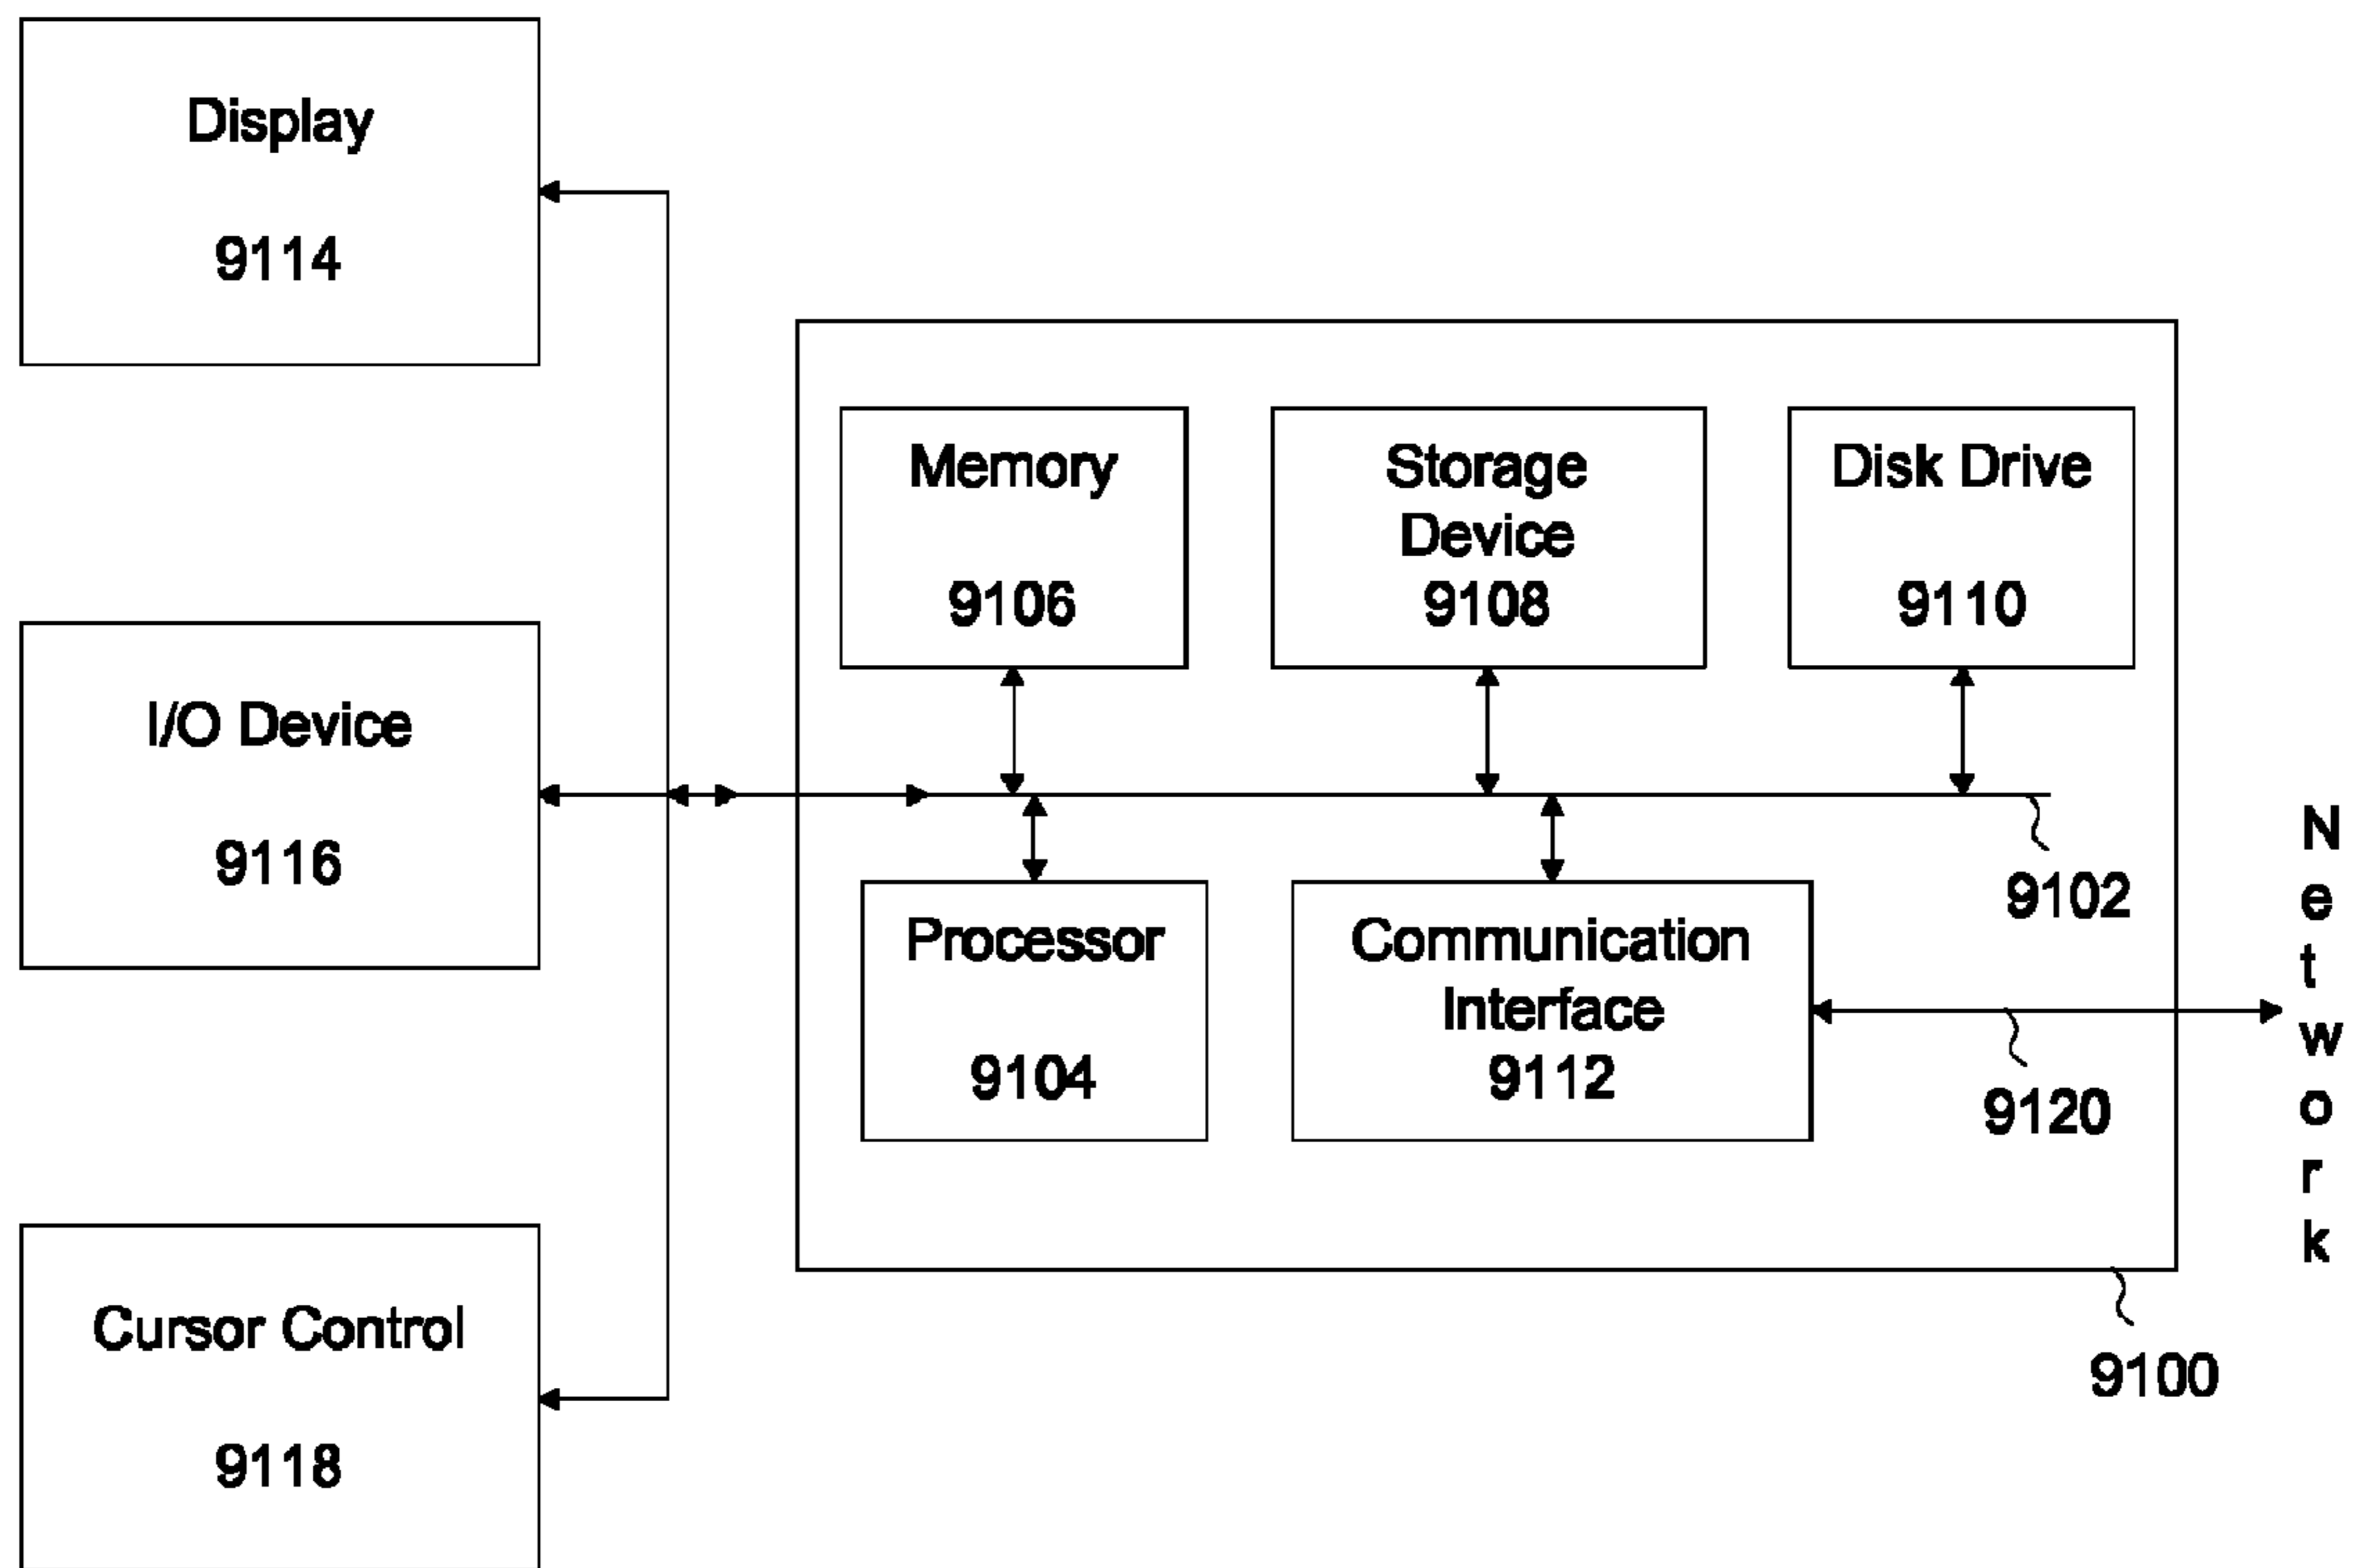 Display
9114
I/O Device
9116
Cursor Control
9118
Memory
9106
Storage
Device
9108
Disk Drive
9110
Processor
9104
Communication
Interface
9112
9102
9120
9100
Network